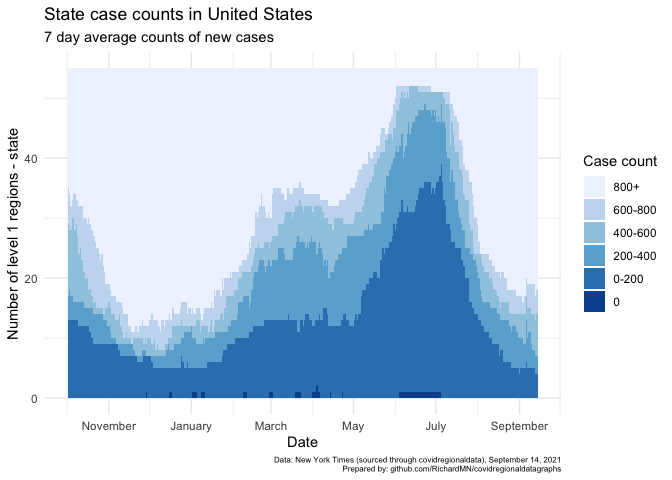 State case counts in United States
7 day average counts of new cases
Number of level 1 regions - state
40
20
0
November January March May July September
Date
Case count
800+
600-800
400-600
200-400
0-200
0
Data: New York Times (sourced through covidregionaldata), September 14, 2021
Prepared by: github.com/RichardMN/covidregionaldatagraphs